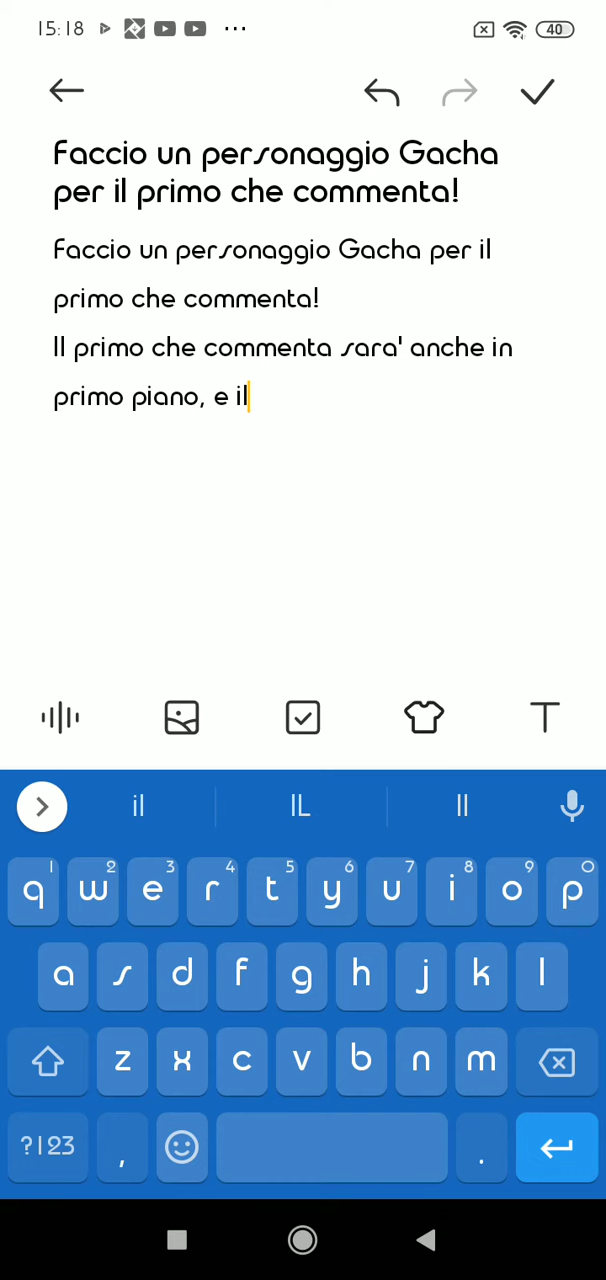 15:18
40
Faccio un personaggio Gacha
per il primo che commenta!
Faccio un personaggio Gacha per il
primo che commenta!
Il primo che commenta sara' anche in
primo piano, e il
il IL Il
1 2 3 4 5 6 7 8 9 0
q w e r t y u i o p
a s d f g h j k l
z x c v b n m
?123 , .